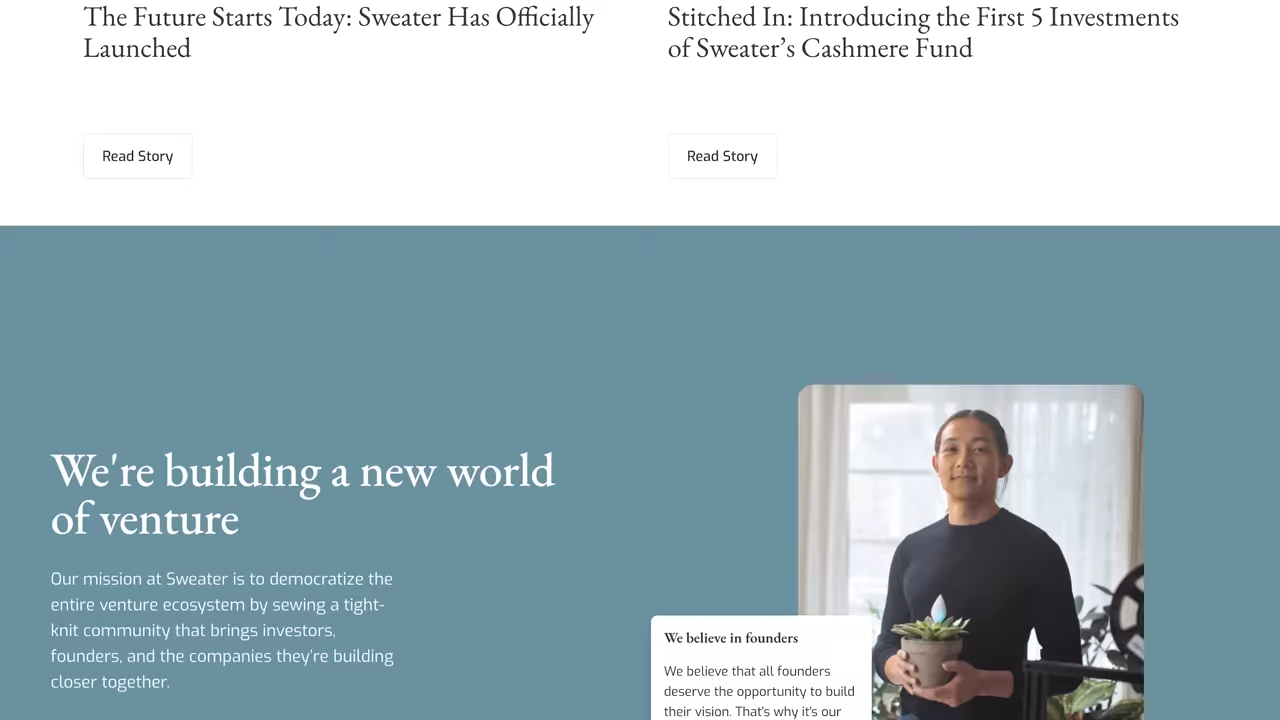 The Future Starts Today: Sweater Has Officially
Launched
Read Story
Stitched In: Introducing the First 5 Investments
of Sweater’s Cashmere Fund
Read Story
We're building a new world
of venture
Our mission at Sweater is to democratize the
entire venture ecosystem by sewing a tight-
knit community that brings investors,
founders, and the companies they're building
closer together.
We believe in founders
We believe that all founders
deserve the opportunity to build
their vision. That's why it's our